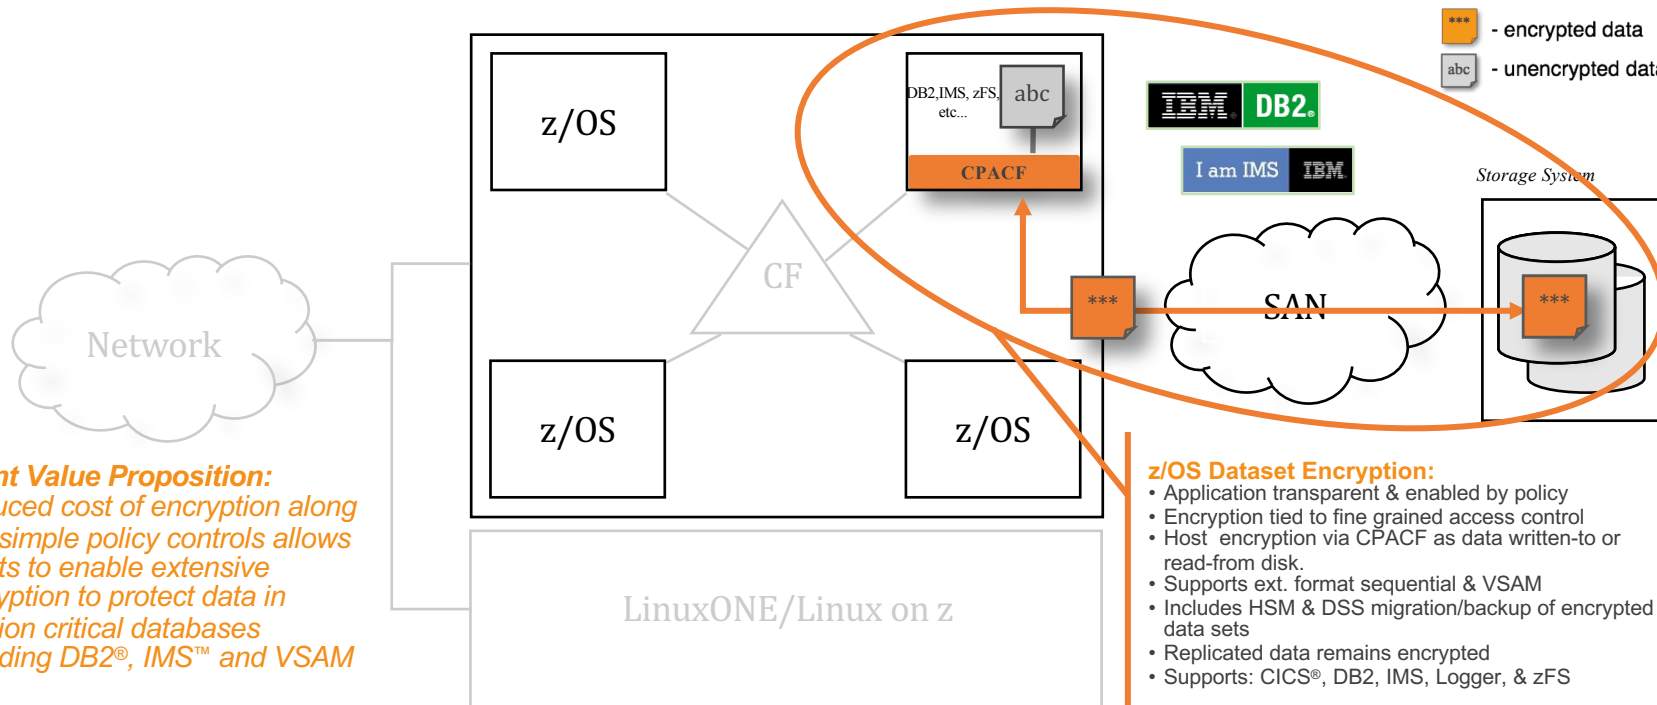 *** - encrypted data
abc - unencrypted data
z/OS
DB2,IMS, zFS,
etc...
abc
CPACF
IBM® DB2®
I am IMS IBM
Storage System
CF
Network
***
SAN
***
z/OS
z/OS
nt Value Proposition:
uced cost of encryption along
simple policy controls allows
ts to enable extensive
yption to protect data in
ion critical databases
ding DB2®, IMS™ and VSAM
LinuxONE/Linux on z
z/OS Dataset Encryption:
• Application transparent & enabled by policy
• Encryption tied to fine grained access control
• Host encryption via CPACF as data written-to or
read-from disk.
• Supports ext. format sequential & VSAM
• Includes HSM & DSS migration/backup of encrypted
data sets
• Replicated data remains encrypted
• Supports: CICS®, DB2, IMS, Logger, & zFS